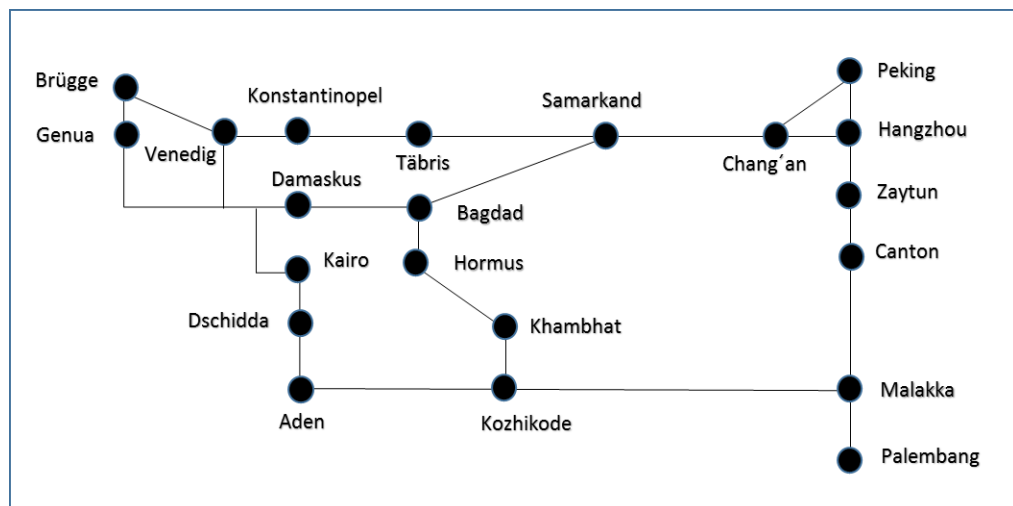 Brügge
Konstantinopel
Samarkand
Peking
Genua
Venedig
Täbris
Chang´an
Hangzhou
Damaskus
Bagdad
Zaytun
Kairo
Hormus
Canton
Dschidda
Khambhat
Aden
Kozhikode
Malakka
Palembang